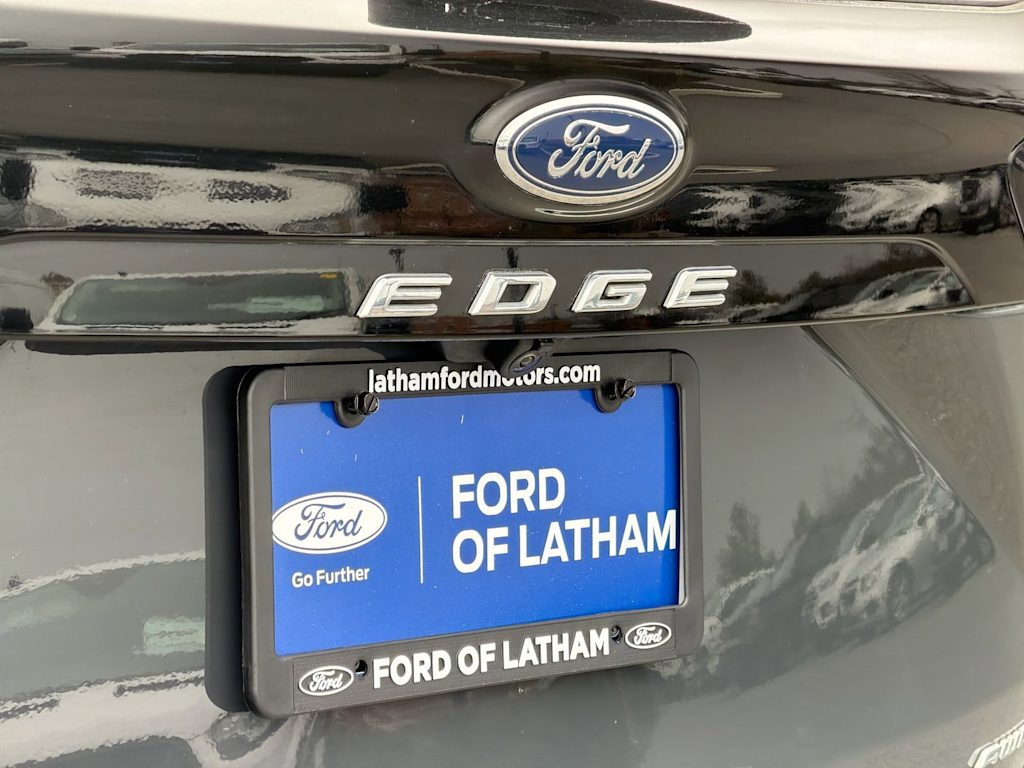 Ford
EDGE
lathamfordmotors.com
Ford
Go Further
FORD
OF LATHAM
Ford
FORD OF LATHAM
Ford